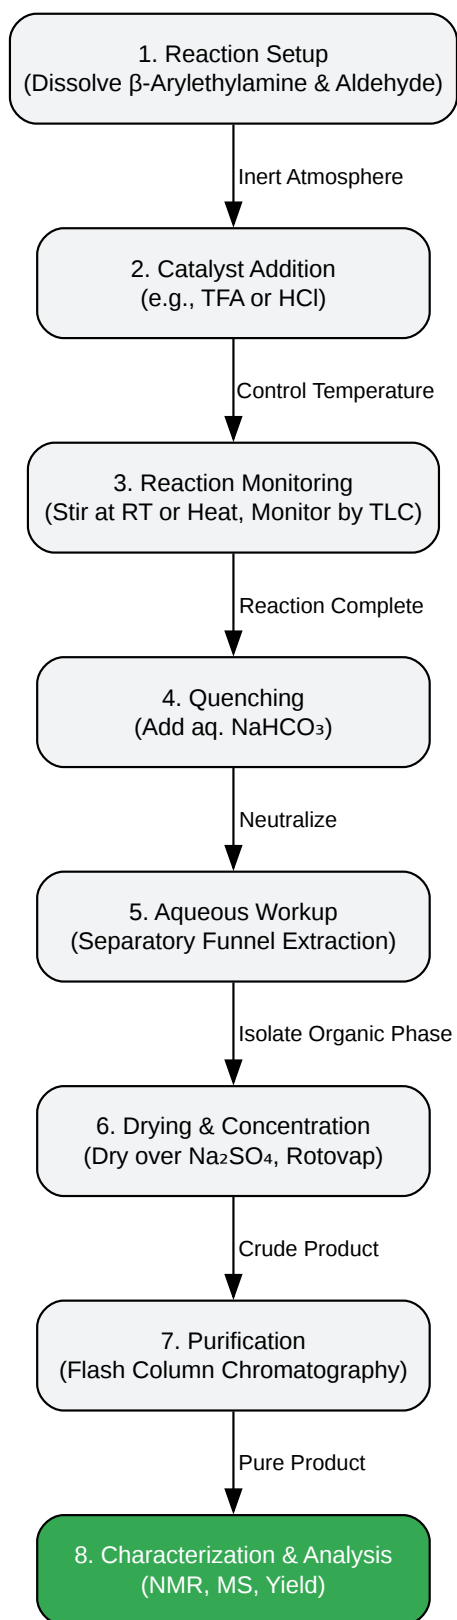 1. Reaction Setup
(Dissolve β-Arylethylamine & Aldehyde)
Inert Atmosphere
2. Catalyst Addition
(e.g., TFA or HCl)
Control Temperature
3. Reaction Monitoring
(Stir at RT or Heat, Monitor by TLC)
Reaction Complete
4. Quenching
(Add aq. NaHCO₃)
Neutralize
5. Aqueous Workup
(Separatory Funnel Extraction)
Isolate Organic Phase
6. Drying & Concentration
(Dry over Na₂SO₄, Rotovap)
Crude Product
7. Purification
(Flash Column Chromatography)
Pure Product
8. Characterization & Analysis
(NMR, MS, Yield)